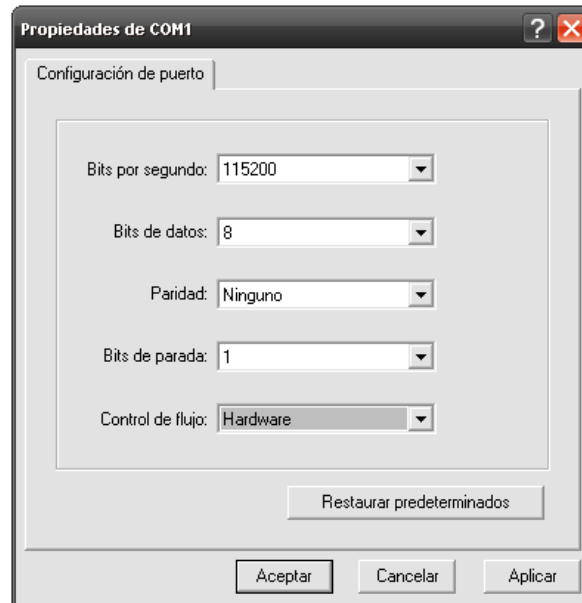 Propiedades de COM1
Configuración de puerto
Bits por segundo: 115200
Bits de datos: 8
Paridad: Ninguno
Bits de parada: 1
Control de flujo: Hardware
Restaurar predeterminados
Aceptar Cancelar Aplicar